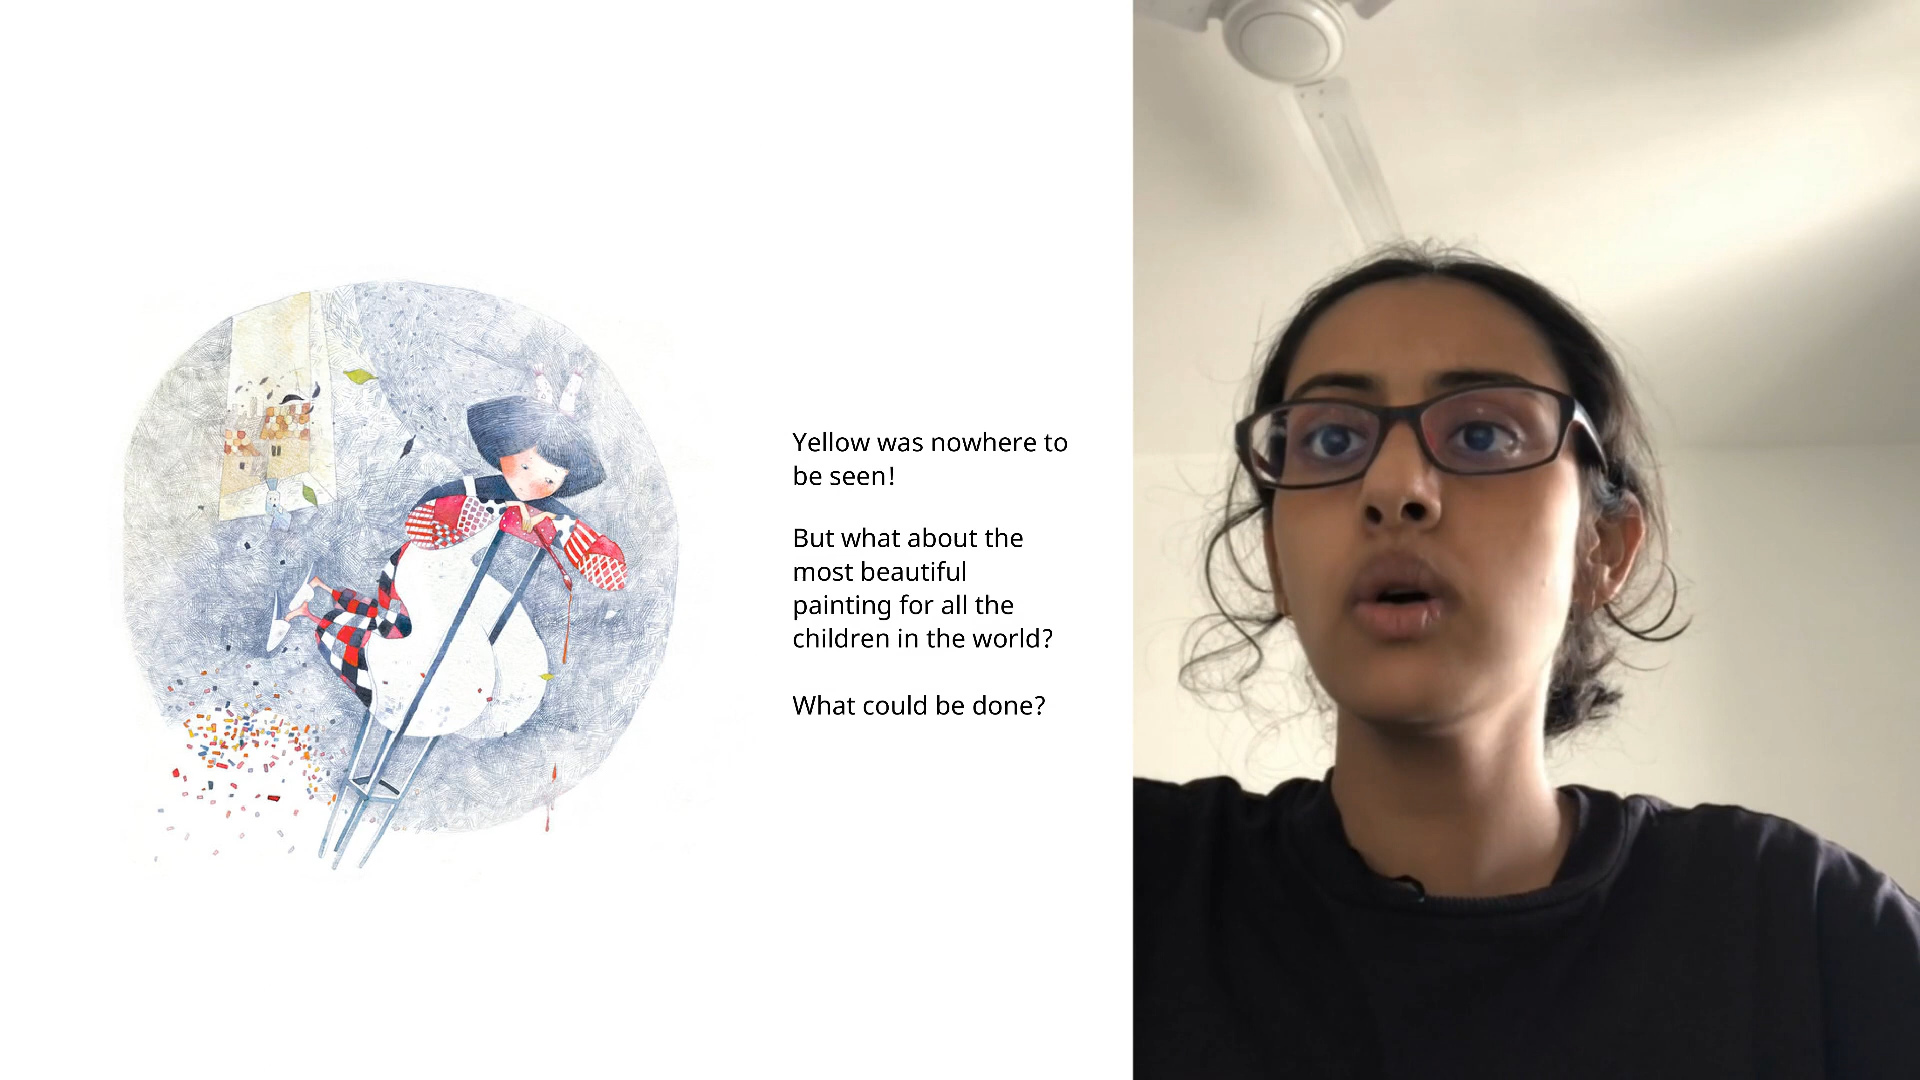 Yellow was nowhere to
be seen!
But what about the
most beautiful
painting for all the
children in the world?
What could be done?